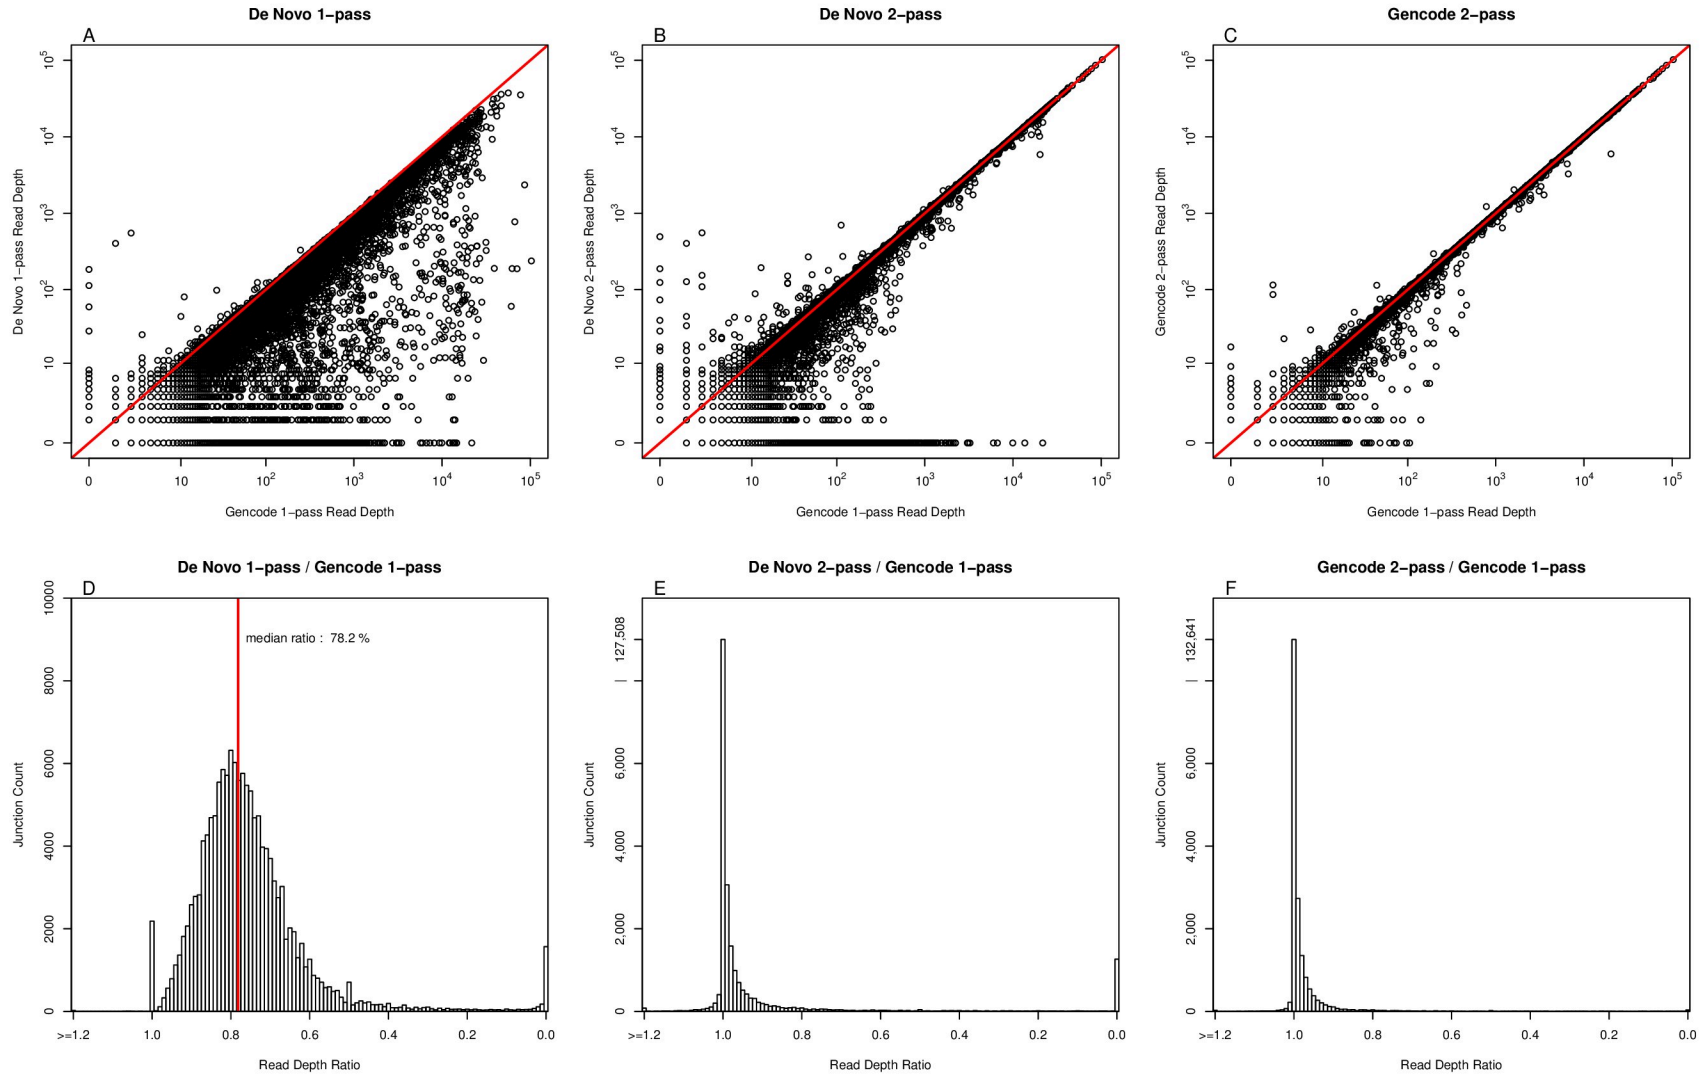 De Novo 1−pass
De Novo 2−pass
Gencode 2−pass
A
B
C
De Novo 1−pass Read Depth
10⁵
10⁴
10³
10²
10
0
0 10 10² 10³ 10⁴ 10⁵
Gencode 1−pass Read Depth
De Novo 2−pass Read Depth
10⁵
10⁴
10³
10²
10
0
0 10 10² 10³ 10⁴ 10⁵
Gencode 1−pass Read Depth
Gencode 2−pass Read Depth
10⁵
10⁴
10³
10²
10
0
0 10 10² 10³ 10⁴ 10⁵
Gencode 1−pass Read Depth
De Novo 1−pass / Gencode 1−pass
D
median ratio : 78.2 %
Junction Count
10000
8000
6000
4000
2000
0
>=1.2 1.0 0.8 0.6 0.4 0.2 0.0
Read Depth Ratio
De Novo 2−pass / Gencode 1−pass
E
Junction Count
127,508
|
6,000
4,000
2,000
0
>=1.2 1.0 0.8 0.6 0.4 0.2 0.0
Read Depth Ratio
Gencode 2−pass / Gencode 1−pass
F
Junction Count
132,641
|
6,000
4,000
2,000
0
>=1.2 1.0 0.8 0.6 0.4 0.2 0.0
Read Depth Ratio